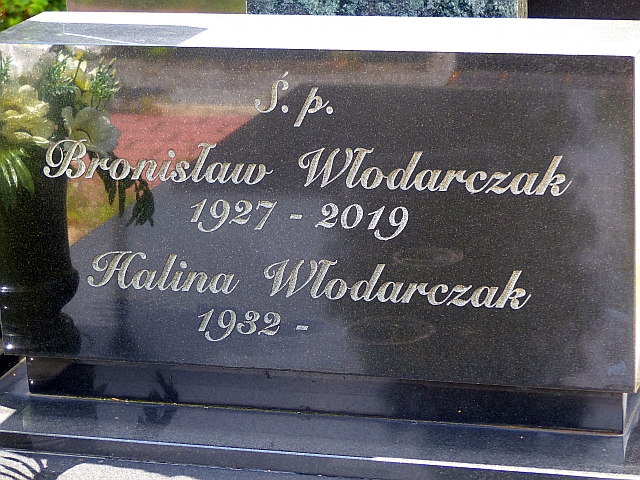 Ś. p.
Bronisław Włodarczak
1927 - 2019
Halina Włodarczak
1932 -